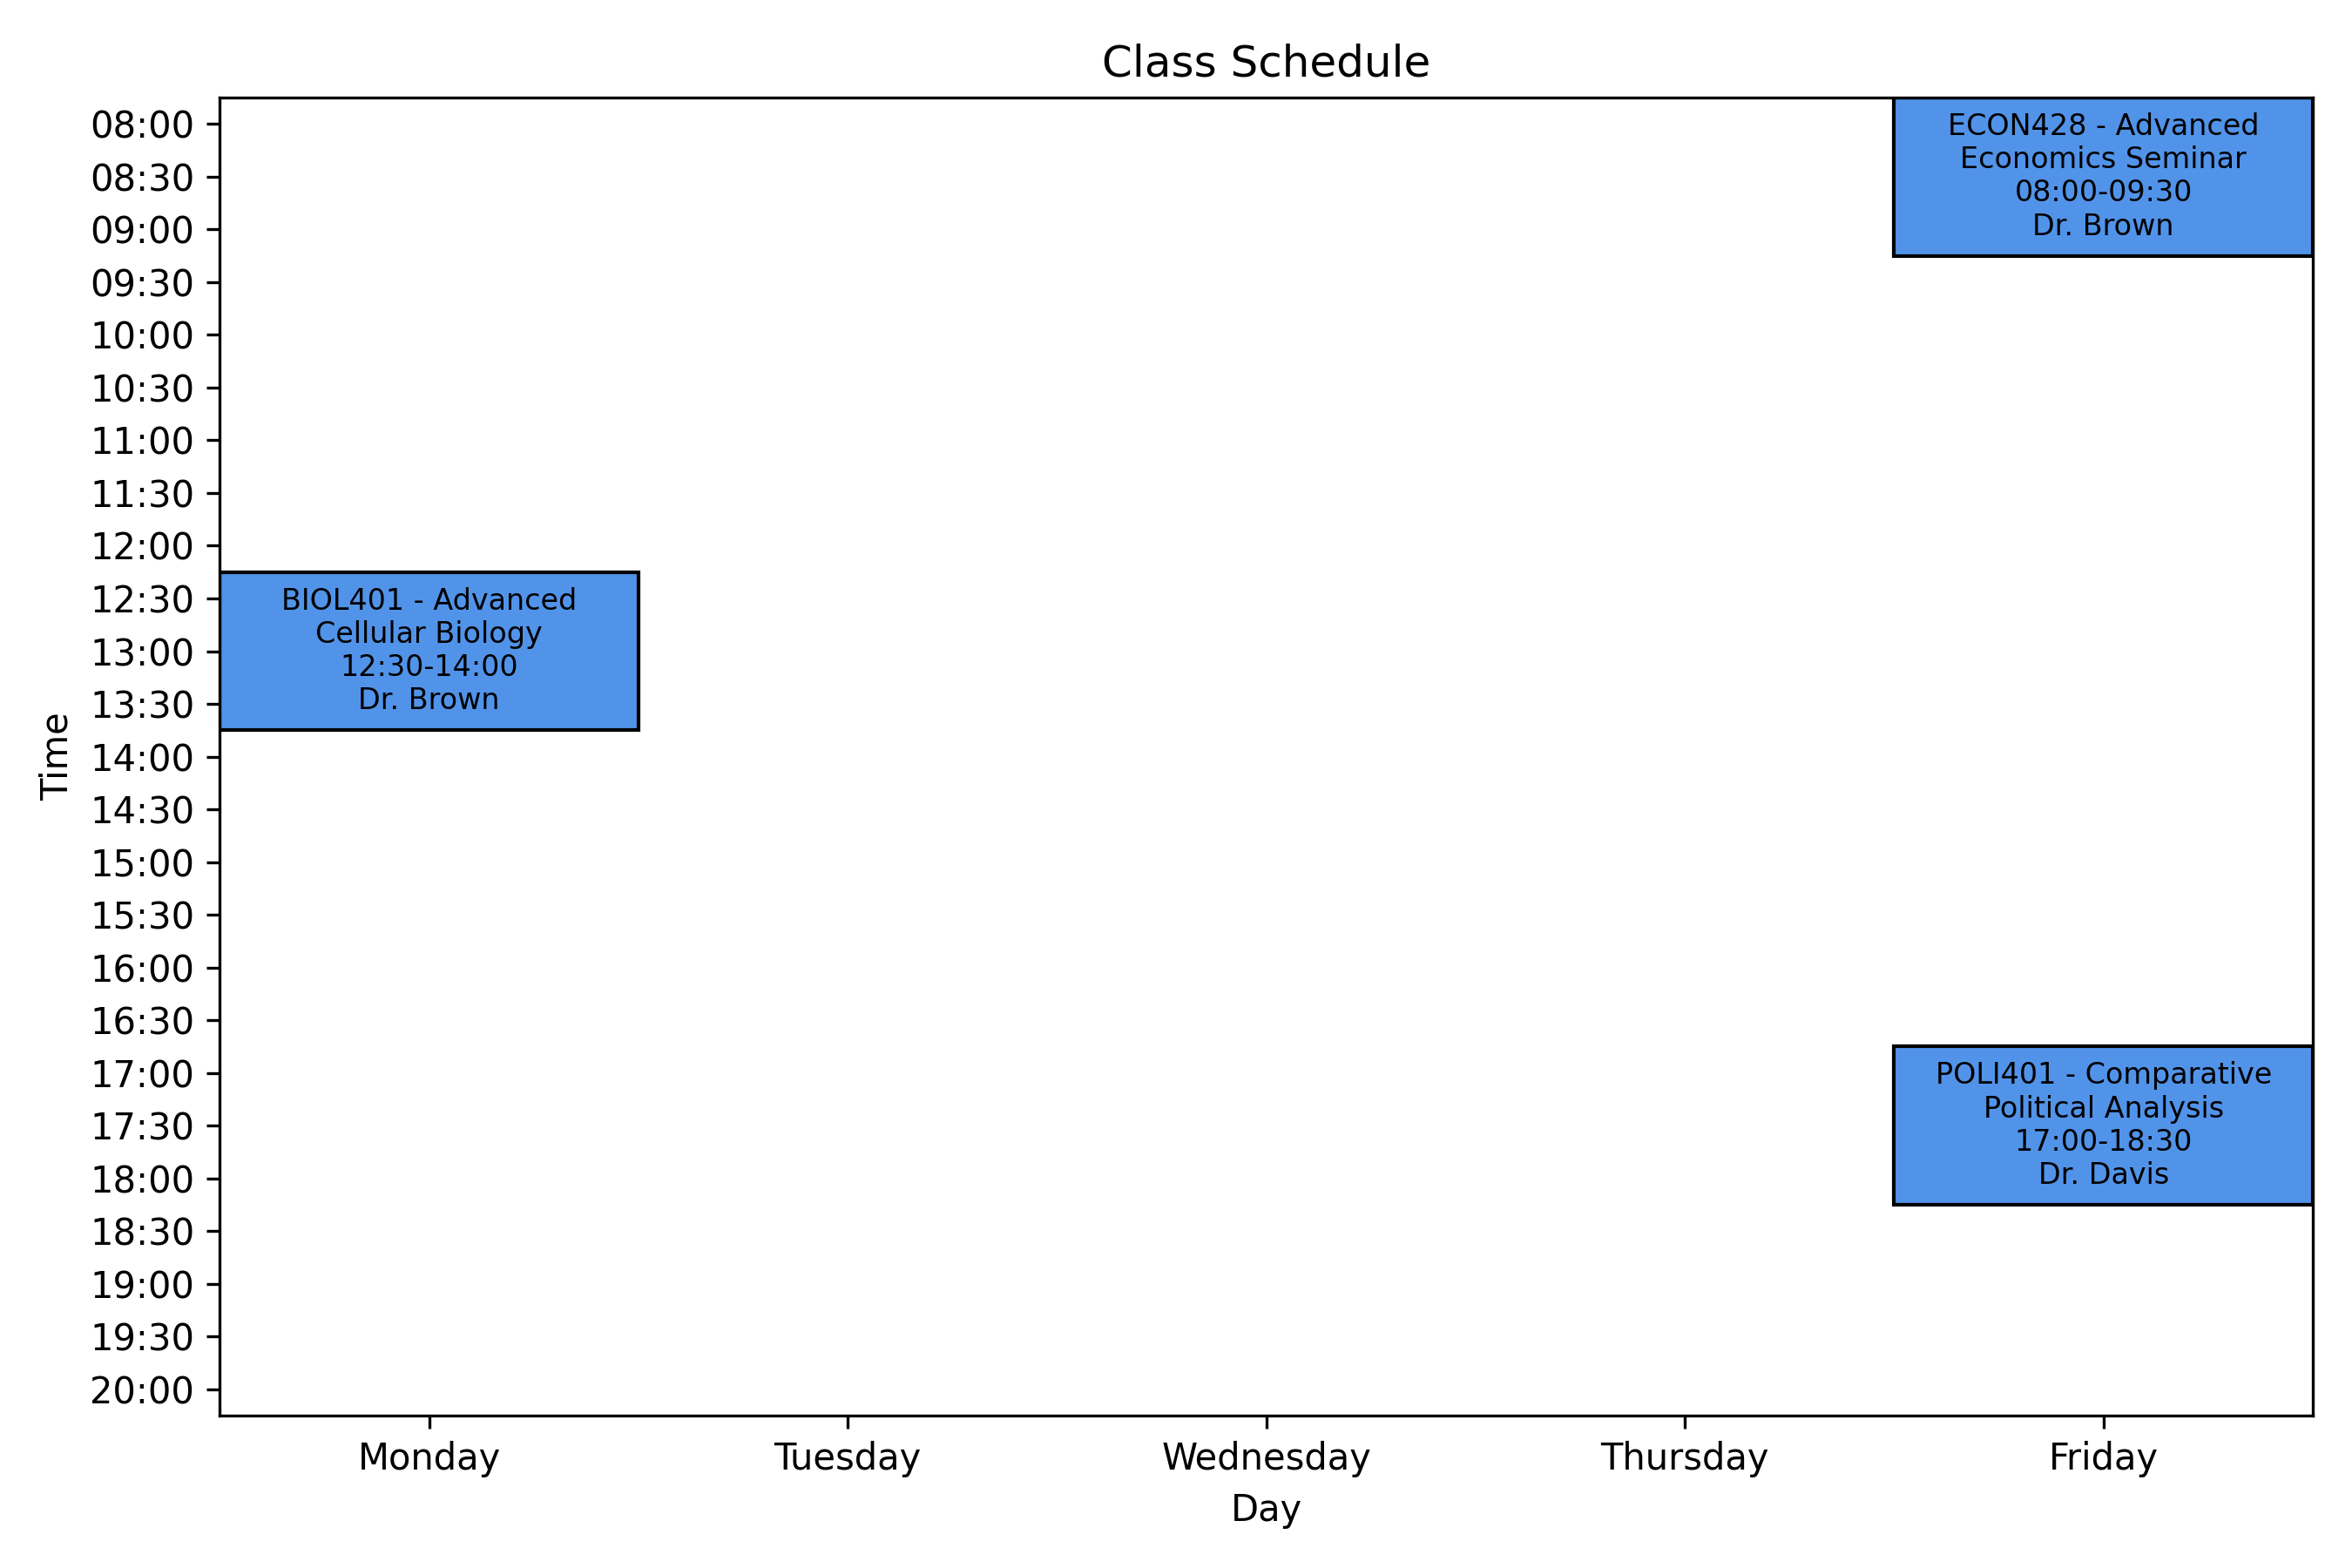 Class Schedule
08:00
08:30
09:00
09:30
10:00
10:30
11:00
11:30
12:00
12:30
13:00
13:30
14:00
14:30
15:00
15:30
16:00
16:30
17:00
17:30
18:00
18:30
19:00
19:30
20:00
Time
BIOL401 - Advanced
Cellular Biology
12:30-14:00
Dr. Brown
ECON428 - Advanced
Economics Seminar
08:00-09:30
Dr. Brown
POLI401 - Comparative
Political Analysis
17:00-18:30
Dr. Davis
Monday
Tuesday
Wednesday
Thursday
Friday
Day